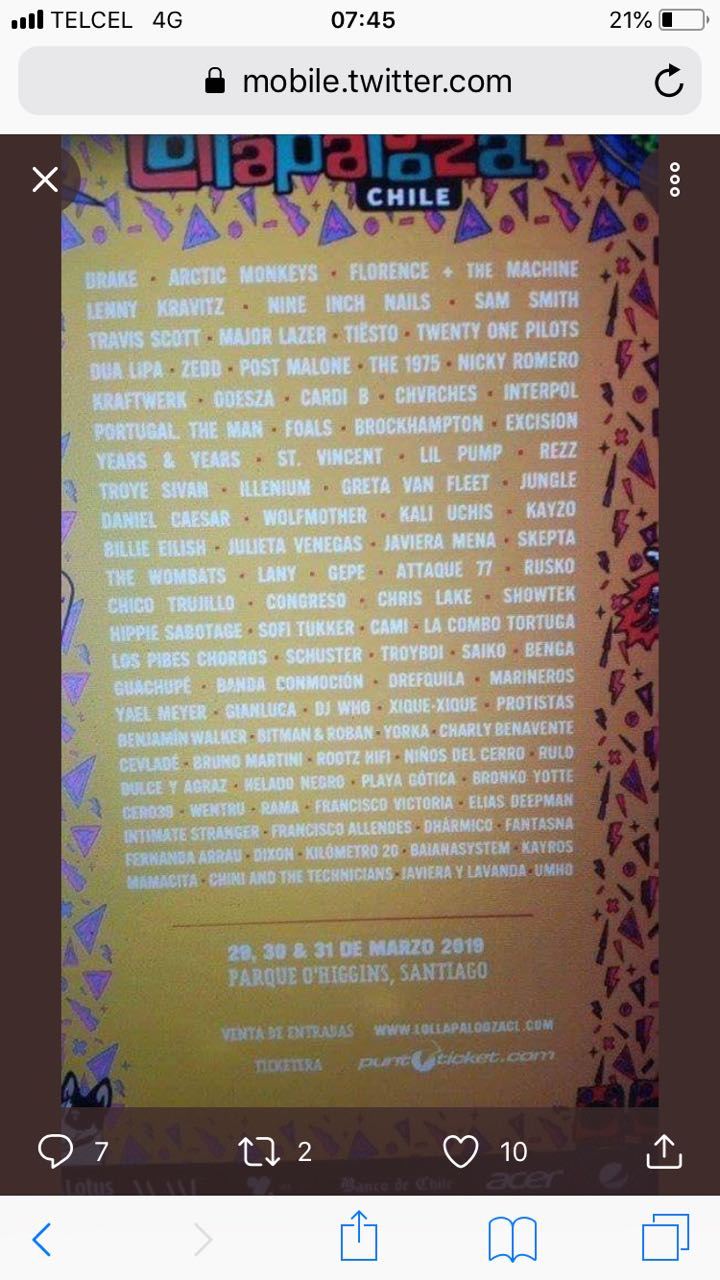 TELCEL 4G 07:45 21%
mobile.twitter.com
Lollapalooza
CHILE
DRAKE · ARCTIC MONKEYS · FLORENCE + THE MACHINE
LENNY KRAVITZ · NINE INCH NAILS · SAM SMITH
TRAVIS SCOTT · MAJOR LAZER · TIËSTO · TWENTY ONE PILOTS
DUA LIPA · ZEDD · POST MALONE · THE 1975 · NICKY ROMERO
KRAFTWERK · ODESZA · CARDI B · CHVRCHES · INTERPOL
PORTUGAL. THE MAN · FOALS · BROCKHAMPTON · EXCISION
YEARS & YEARS · ST. VINCENT · LIL PUMP · REZZ
TROYE SIVAN · ILLENIUM · GRETA VAN FLEET · JUNGLE
DANIEL CAESAR · WOLFMOTHER · KALI UCHIS · KAYZO
BILLIE EILISH · JULIETA VENEGAS · JAVIERA MENA · SKEPTA
THE WOMBATS · LANY · GEPE · ATTAQUE 77 · RUSKO
CHICO TRUJILLO · CONGRESO · CHRIS LAKE · SHOWTEK
HIPPIE SABOTAGE · SOFI TUKKER · CAMI · LA COMBO TORTUGA
LOS PIBES CHORROS · SCHUSTER · TROYBOI · SAIKO · BENGA
GUACHUPÉ · BANDA CONMOCIÓN · DREFQUILA · MARINEROS
YAEL MEYER · GIANLUCA · DJ WHO · XIQUE-XIQUE · PROTISTAS
BENJAMÍN WALKER · BITMAN & ROBAN · YORKA · CHARLY BENAVENTE
CEVLADÉ · BRUNO MARTINI · ROOTZ HIFI · NIÑOS DEL CERRO · RULO
DULCE Y AGRAZ · HELADO NEGRO · PLAYA GÓTICA · BRONKO YOTTE
CERO39 · WENTRU · RAMA · FRANCISCO VICTORIA · ELIAS DEEPMAN
INTIMATE STRANGER · FRANCISCO ALLENDES · DHÁRMICO · FANTASNA
FERNANDA ARRAU · DIXON · KILÓMETRO 20 · BAIANASYSTEM · KAYROS
MAMACITA · CHINI AND THE TECHNICIANS · JAVIERA Y LAVANDA · UMHO
29, 30 & 31 DE MARZO 2019
PARQUE O'HIGGINS, SANTIAGO
VENTA DE ENTRADAS WWW.LOLLAPALOOZACL.COM
TICKETERA puntoticket.com
7 2 10
Lotus Banco de Chile acer